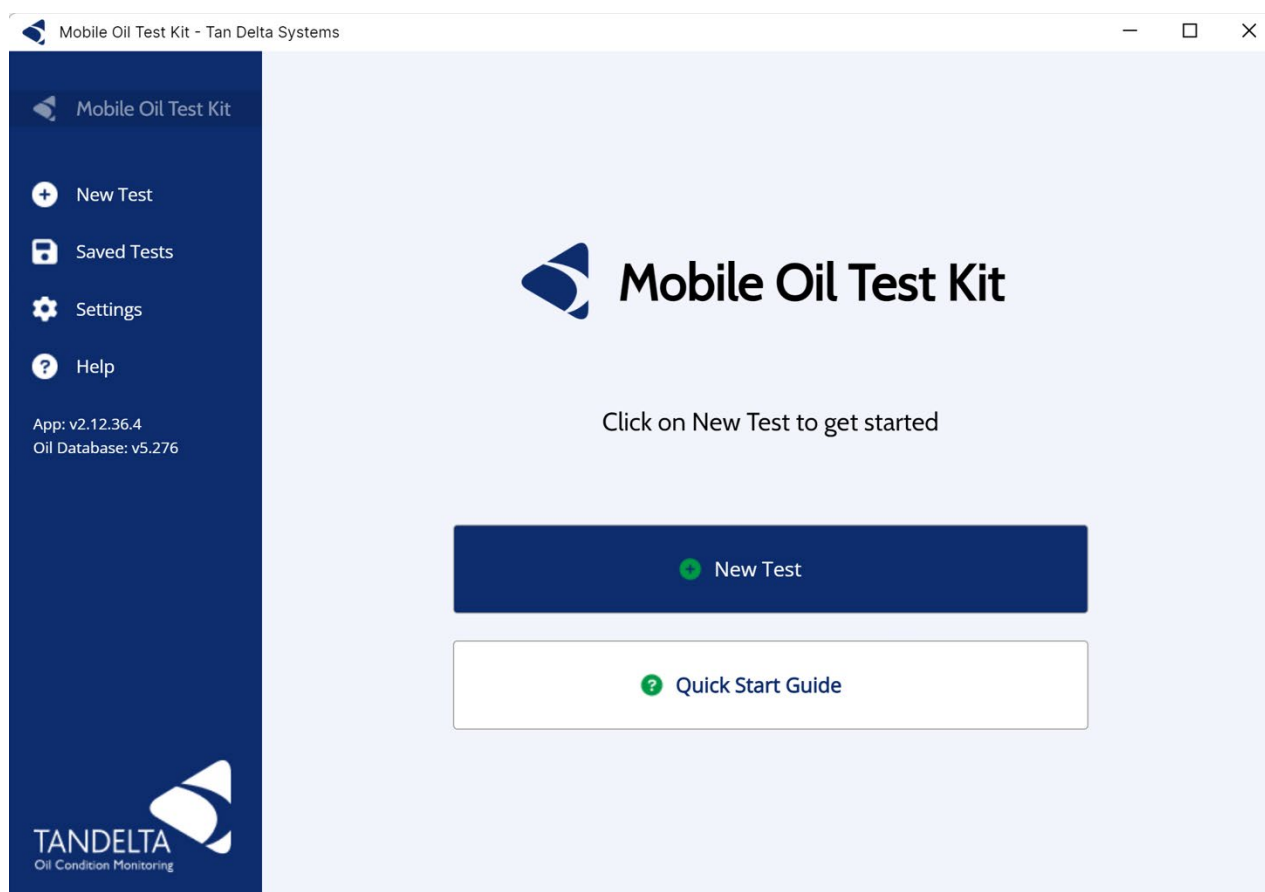 Mobile Oil Test Kit - Tan Delta Systems
Mobile Oil Test Kit
New Test
Saved Tests
Settings
Help
App: v2.12.36.4
Oil Database: v5.276
TANDELTA
Oil Condition Monitoring
Mobile Oil Test Kit
Click on New Test to get started
New Test
Quick Start Guide